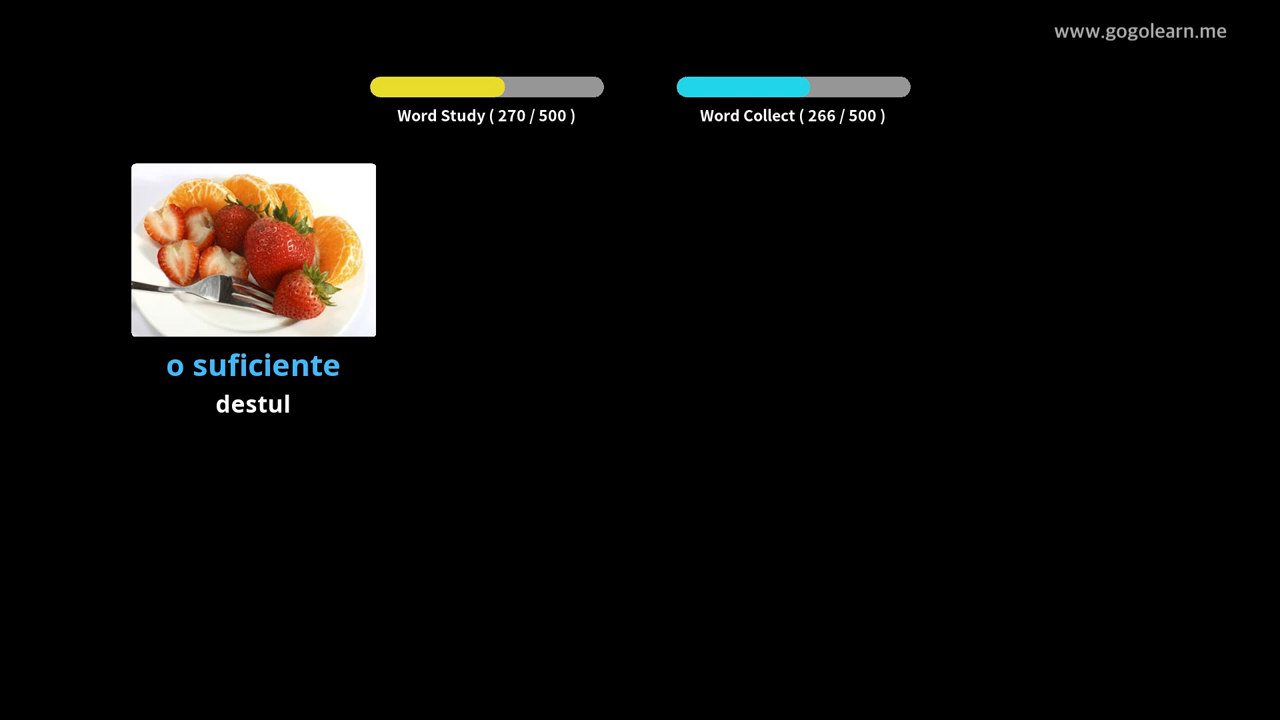 www.gogolearn.me
Word Study ( 270 / 500 )
Word Collect ( 266 / 500 )
o suficiente
destul